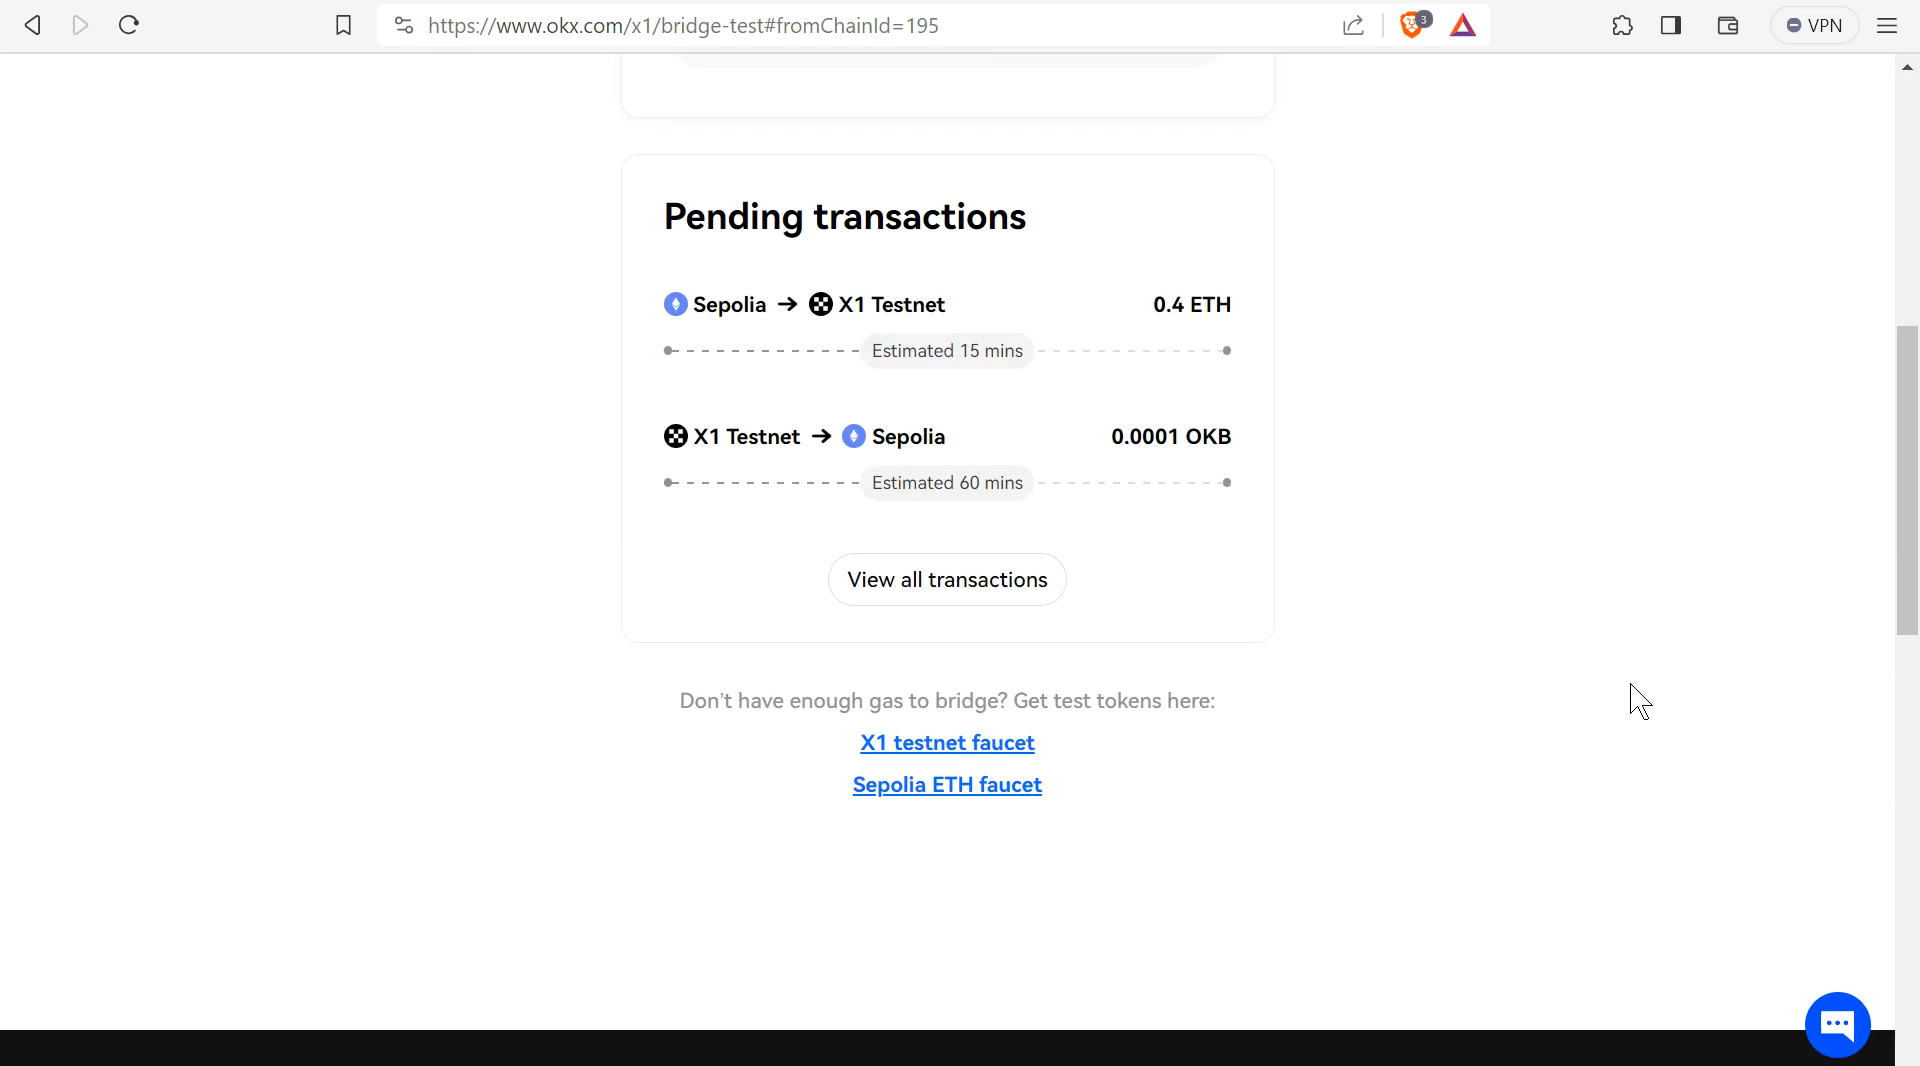 https://www.okx.com/x1/bridge-test#fromChainId=195
3
VPN
Pending transactions
Sepolia → X1 Testnet 0.4 ETH
Estimated 15 mins
X1 Testnet → Sepolia 0.0001 OKB
Estimated 60 mins
View all transactions
Don’t have enough gas to bridge? Get test tokens here:
X1 testnet faucet
Sepolia ETH faucet